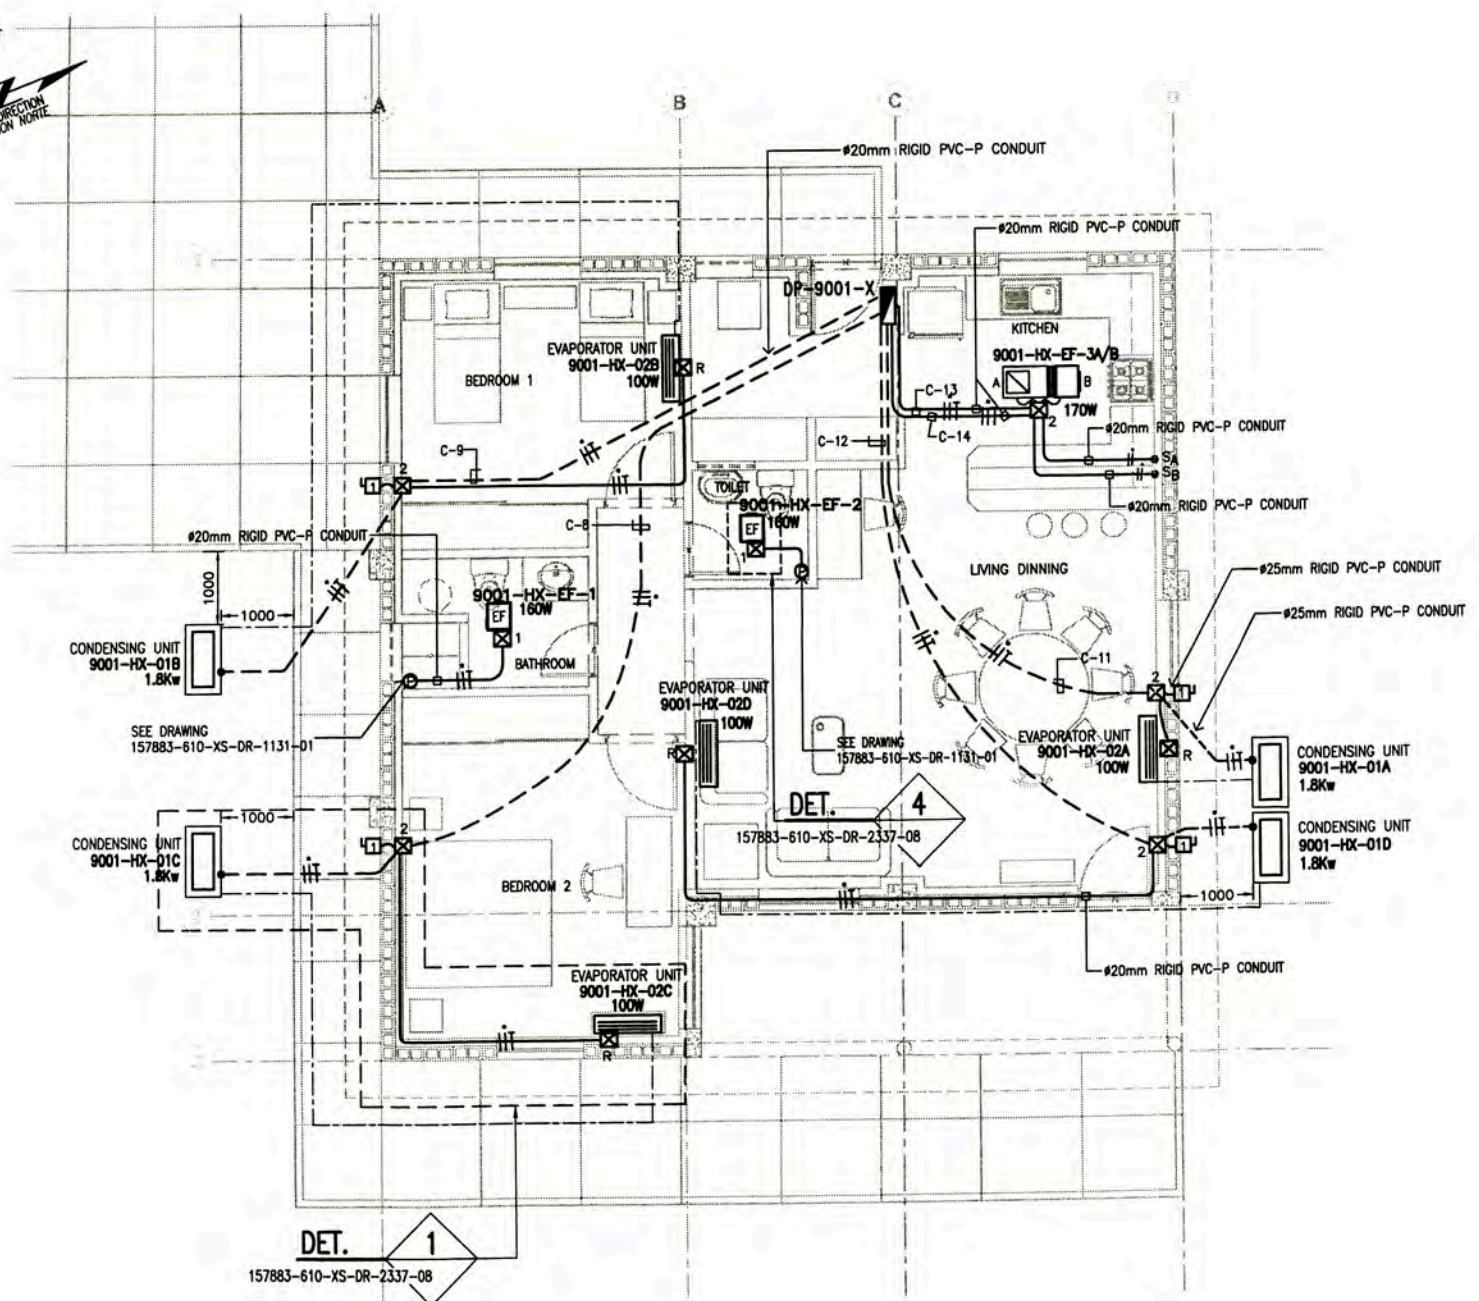 DIRECTION
ION NORTE
A
B
C
D
ø20mm RIGID PVC-P CONDUIT
ø20mm RIGID PVC-P CONDUIT
DP-9001-X
KITCHEN
9001-HX-EF-3A/B
A
B
170W
2
EVAPORATOR UNIT
9001-HX-02B
100W
R
BEDROOM 1
C-13
C-14
C-12
C-9
2
1
ø20mm RIGID PVC-P CONDUIT
SA
SB
ø20mm RIGID PVC-P CONDUIT
TOILET
9001-HX-EF-2
160W
EF
1
P
C-8
ø20mm RIGID PVC-P CONDUIT
LIVING DINNING
ø25mm RIGID PVC-P CONDUIT
ø25mm RIGID PVC-P CONDUIT
1000
1000
9001-HX-EF-1
160W
EF
1
BATHROOM
P
CONDENSING UNIT
9001-HX-01B
1.8Kw
C-11
2
1
EVAPORATOR UNIT
9001-HX-02D
100W
R
SEE DRAWING
157883-610-XS-DR-1131-01
SEE DRAWING
157883-610-XS-DR-1131-01
EVAPORATOR UNIT
9001-HX-02A
100W
R
CONDENSING UNIT
9001-HX-01A
1.8Kw
DET.
4
157883-610-XS-DR-2337-08
1000
CONDENSING UNIT
9001-HX-01C
1.8Kw
2
1
CONDENSING UNIT
9001-HX-01D
1.8Kw
2
1
1000
BEDROOM 2
ø20mm RIGID PVC-P CONDUIT
EVAPORATOR UNIT
9001-HX-02C
100W
R
DET.
1
157883-610-XS-DR-2337-08